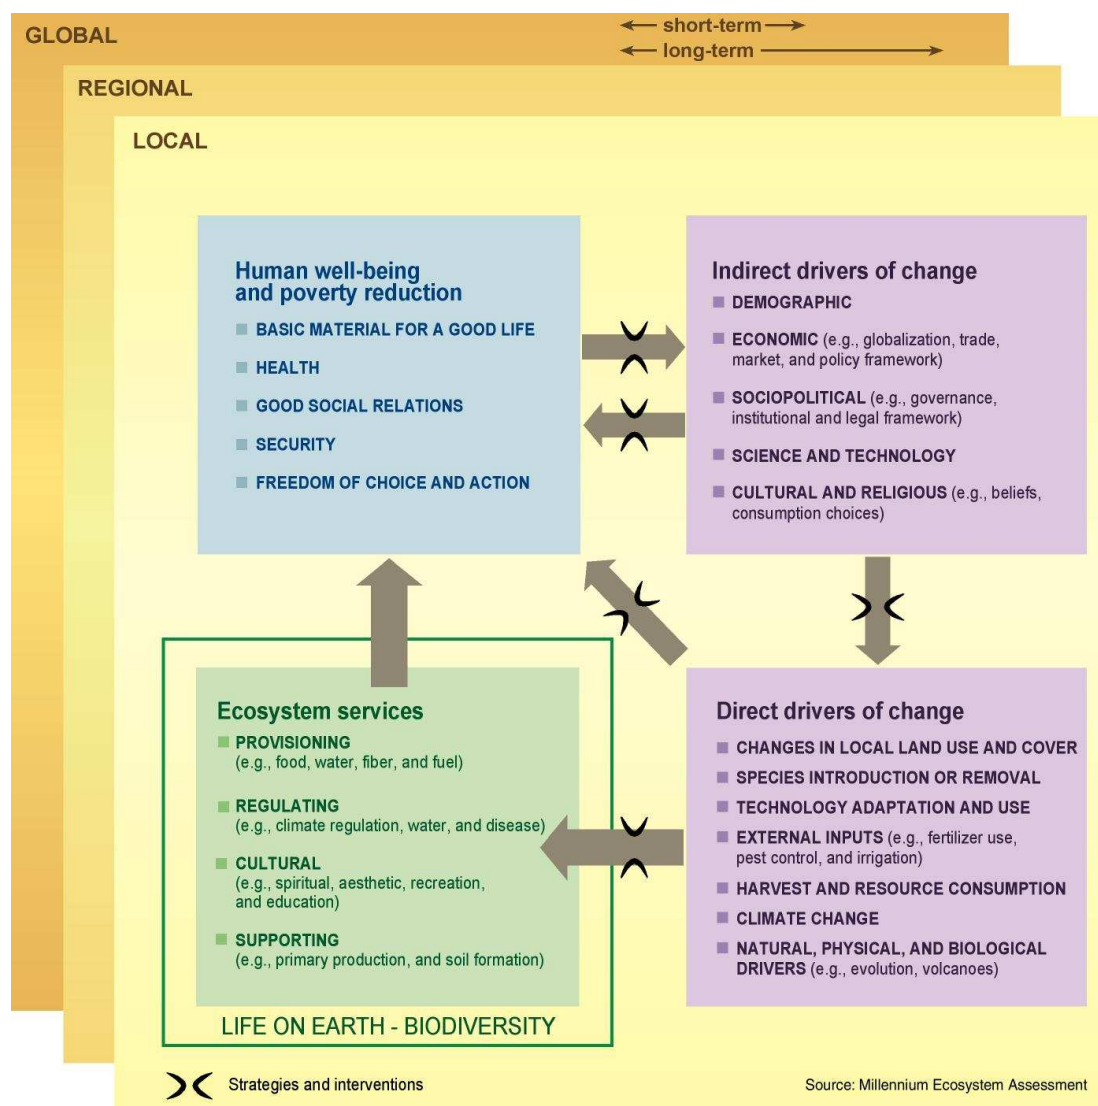 GLOBAL
short-term
long-term
REGIONAL
LOCAL
Human well-being
and poverty reduction
BASIC MATERIAL FOR A GOOD LIFE
HEALTH
GOOD SOCIAL RELATIONS
SECURITY
FREEDOM OF CHOICE AND ACTION
Indirect drivers of change
DEMOGRAPHIC
ECONOMIC (e.g., globalization, trade,
market, and policy framework)
SOCIOPOLITICAL (e.g., governance,
institutional and legal framework)
SCIENCE AND TECHNOLOGY
CULTURAL AND RELIGIOUS (e.g., beliefs,
consumption choices)
Ecosystem services
PROVISIONING
(e.g., food, water, fiber, and fuel)
REGULATING
(e.g., climate regulation, water, and disease)
CULTURAL
(e.g., spiritual, aesthetic, recreation,
and education)
SUPPORTING
(e.g., primary production, and soil formation)
LIFE ON EARTH - BIODIVERSITY
Direct drivers of change
CHANGES IN LOCAL LAND USE AND COVER
SPECIES INTRODUCTION OR REMOVAL
TECHNOLOGY ADAPTATION AND USE
EXTERNAL INPUTS (e.g., fertilizer use,
pest control, and irrigation)
HARVEST AND RESOURCE CONSUMPTION
CLIMATE CHANGE
NATURAL, PHYSICAL, AND BIOLOGICAL
DRIVERS (e.g., evolution, volcanoes)
Strategies and interventions
Source: Millennium Ecosystem Assessment